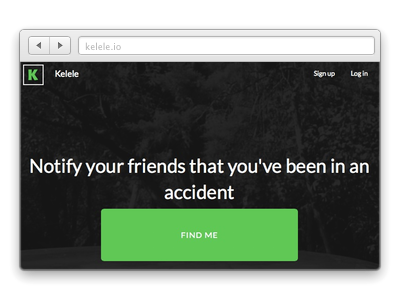 kelele.io
K
Kelele
Sign up
Log in
Notify your friends that you've been in an
accident
FIND ME